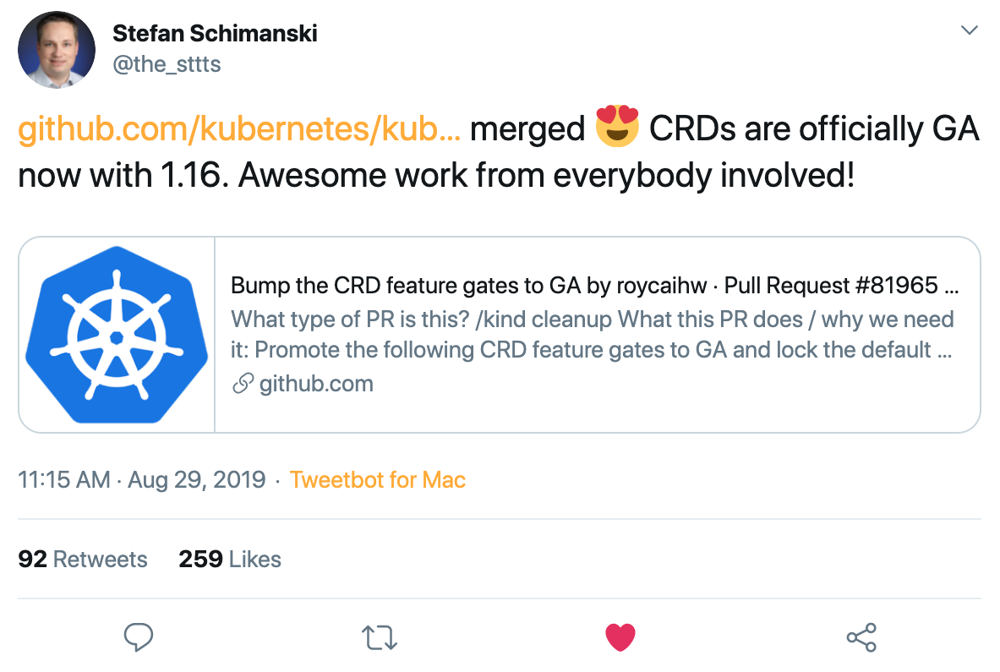 Stefan Schimanski
@the_sttts
github.com/kubernetes/kub... merged 😍 CRDs are officially GA
now with 1.16. Awesome work from everybody involved!
Bump the CRD feature gates to GA by roycaihw · Pull Request #81965 ...
What type of PR is this? /kind cleanup What this PR does / why we need
it: Promote the following CRD feature gates to GA and lock the default ...
github.com
11:15 AM · Aug 29, 2019 · Tweetbot for Mac
92 Retweets 259 Likes